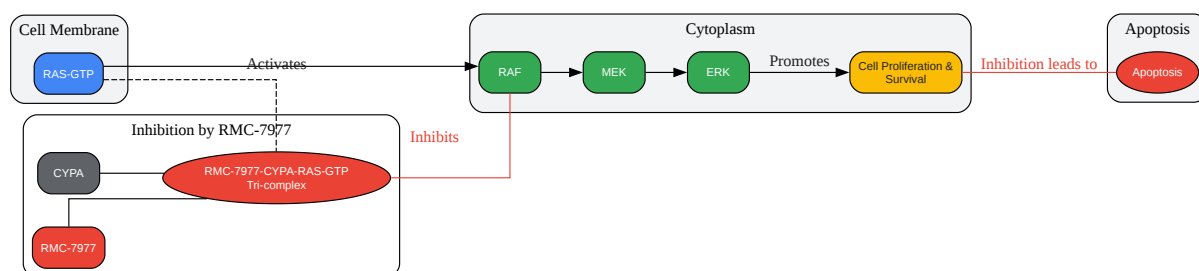 Cell Membrane
RAS-GTP
Activates
Cytoplasm
RAF
MEK
ERK
Promotes
Cell Proliferation &
Survival
Inhibition leads to
Apoptosis
Apoptosis
Inhibition by RMC-7977
CYPA
RMC-7977-CYPA-RAS-GTP
Tri-complex
RMC-7977
Inhibits